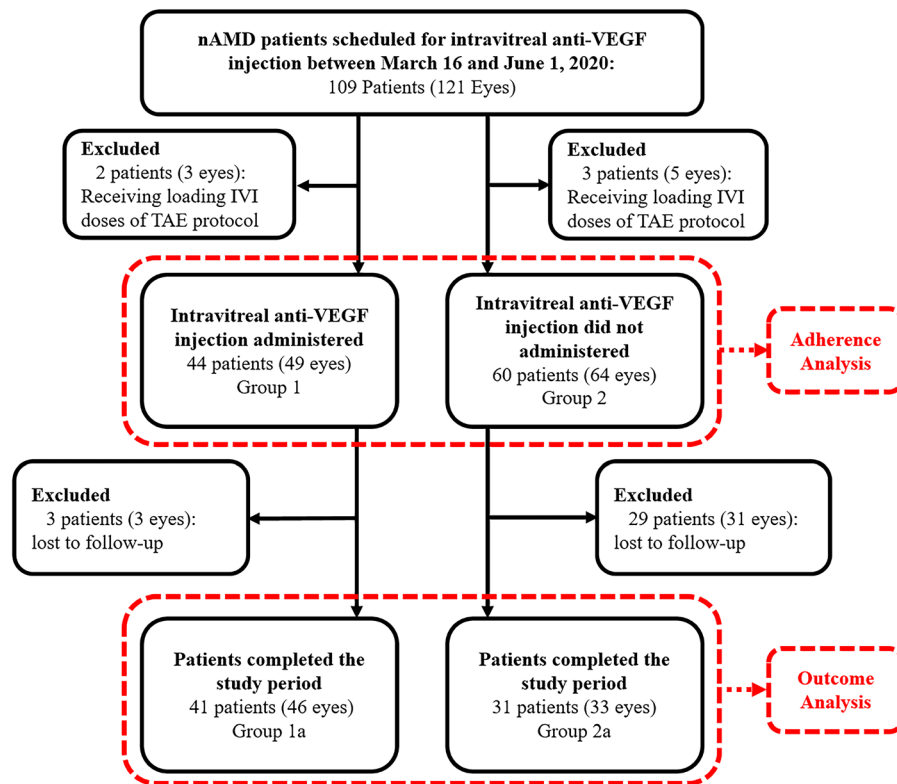 nAMD patients scheduled for intravitreal anti-VEGF
injection between March 16 and June 1, 2020:
109 Patients (121 Eyes)
Excluded
2 patients (3 eyes):
Receiving loading IVI
doses of TAE protocol
Excluded
3 patients (5 eyes):
Receiving loading IVI
doses of TAE protocol
Intravitreal anti-VEGF
injection administered
44 patients (49 eyes)
Group 1
Intravitreal anti-VEGF
injection did not
administered
60 patients (64 eyes)
Group 2
Adherence
Analysis
Excluded
3 patients (3 eyes):
lost to follow-up
Excluded
29 patients (31 eyes):
lost to follow-up
Patients completed the
study period
41 patients (46 eyes)
Group 1a
Patients completed the
study period
31 patients (33 eyes)
Group 2a
Outcome
Analysis